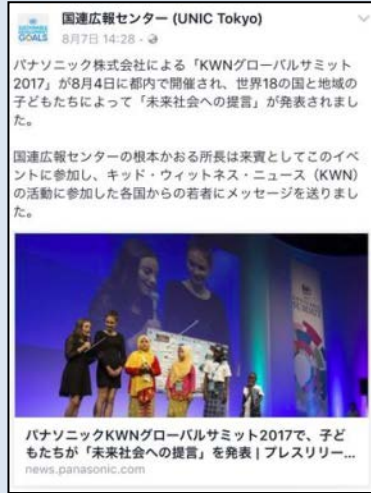 国連広報センター (UNIC Tokyo)
8月7日 14:28
パナソニック株式会社による「KWNグローバルサミット
2017」が8月4日に都内で開催され、世界18の国と地域の
子どもたちによって「未来社会への提言」が発表されまし
た。
国連広報センターの根本かおる所長は来賓としてこのイベ
ントに参加し、キッド・ウィットネス・ニュース（KWN）
の活動に参加した各国からの若者にメッセージを送りまし
た。
パナソニックKWNグローバルサミット2017で、子ど
もたちが「未来社会への提言」を発表 | プレスリリー...
news.panasonic.com